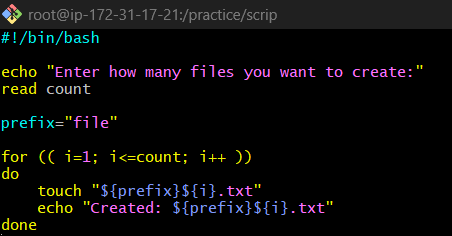 root@ip-172-31-17-21:/practice/scrip
#!/bin/bash
echo "Enter how many files you want to create:"
read count
prefix="file"
for (( i=1; i<=count; i++ ))
do
    touch "${prefix}${i}.txt"
    echo "Created: ${prefix}${i}.txt"
done